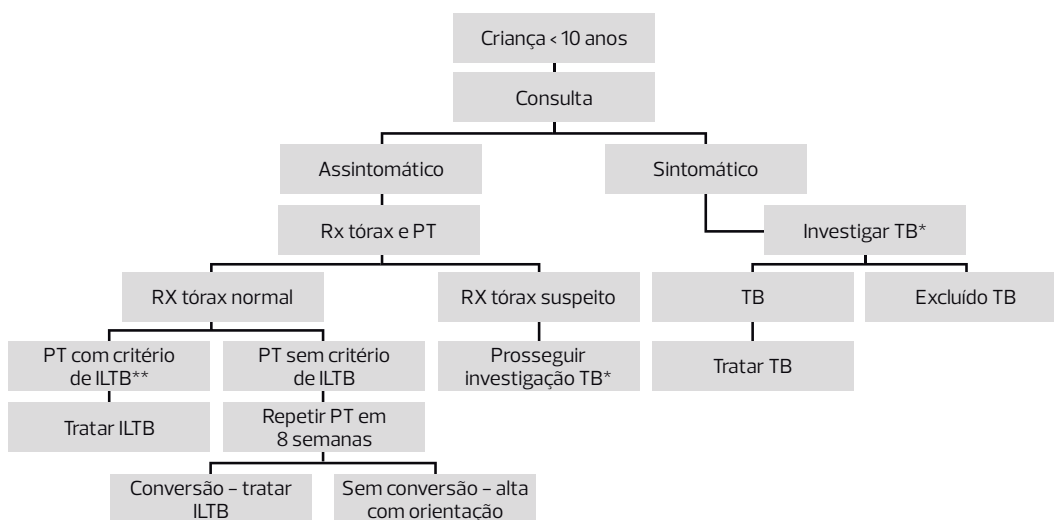 Criança < 10 anos
Consulta
Assintomático
Sintomático
Rx tórax e PT
Investigar TB*
RX tórax normal
RX tórax suspeito
TB
Excluído TB
PT com critério
de ILTB**
PT sem critério
de ILTB
Prosseguir
investigação TB*
Tratar TB
Tratar ILTB
Repetir PT em
8 semanas
Conversão – tratar
ILTB
Sem conversão – alta
com orientação